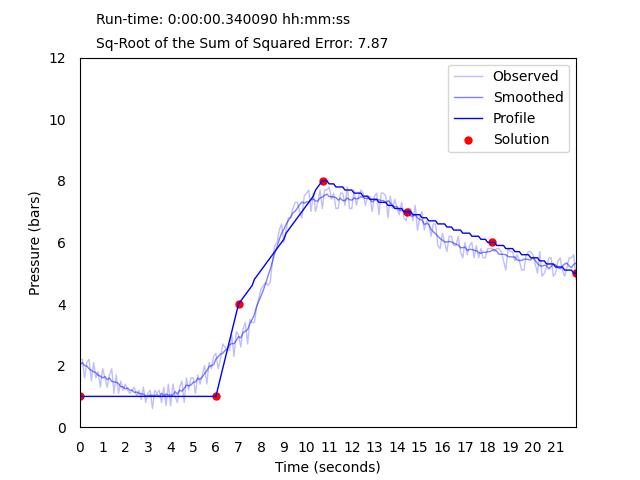 Run-time: 0:00:00.340090 hh:mm:ss
Sq-Root of the Sum of Squared Error: 7.87
12
10
8
6
4
2
0
Pressure (bars)
Observed
Smoothed
Profile
Solution
0 1 2 3 4 5 6 7 8 9 10 11 12 13 14 15 16 17 18 19 20 21
Time (seconds)